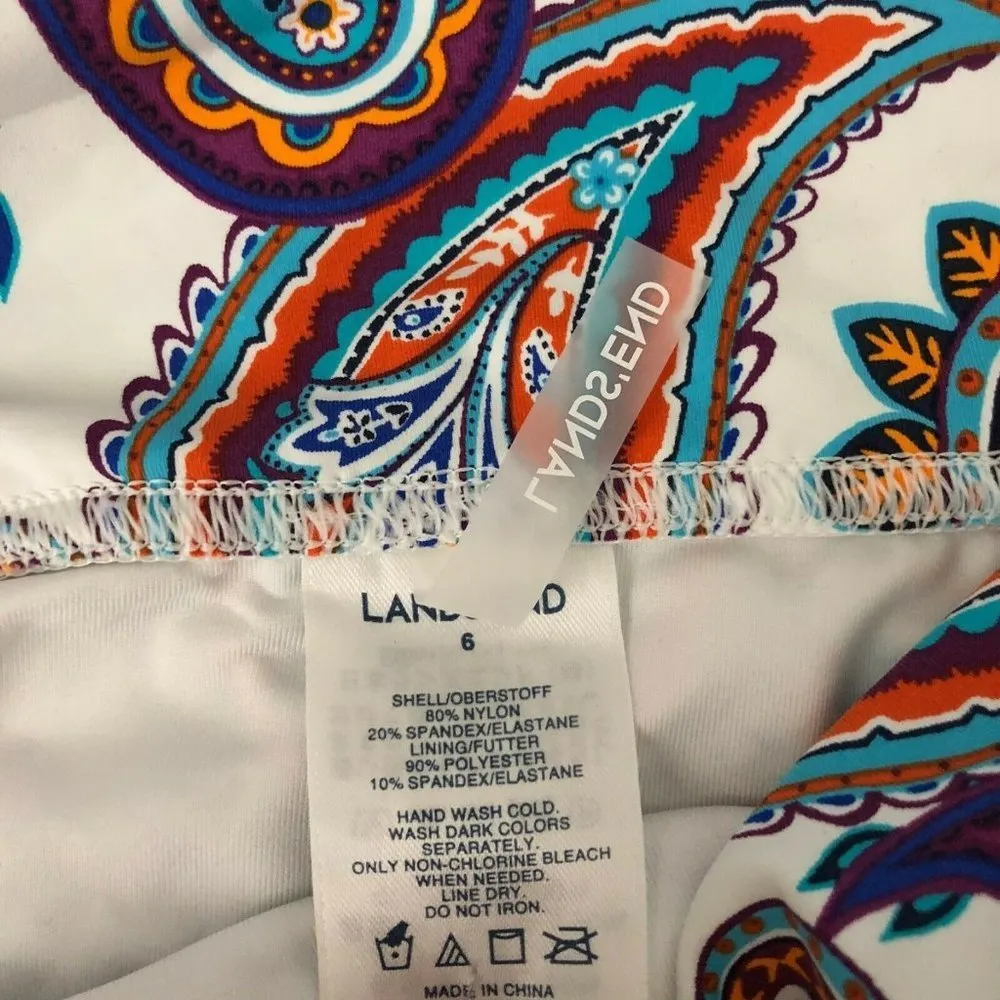 LANDS'END
LANDS'END
6
SHELL/OBERSTOFF
80% NYLON
20% SPANDEX/ELASTANE
LINING/FUTTER
90% POLYESTER
10% SPANDEX/ELASTANE
HAND WASH COLD.
WASH DARK COLORS
SEPARATELY.
ONLY NON-CHLORINE BLEACH
WHEN NEEDED.
LINE DRY.
DO NOT IRON.
MADE IN CHINA